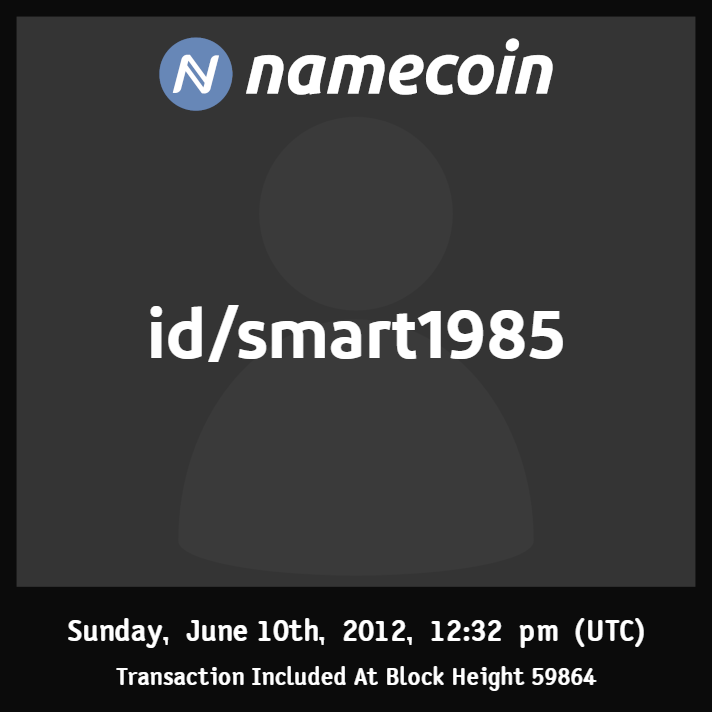 namecoin
id/smart1985
Sunday, June 10th, 2012, 12:32 pm (UTC)
Transaction Included At Block Height 59864